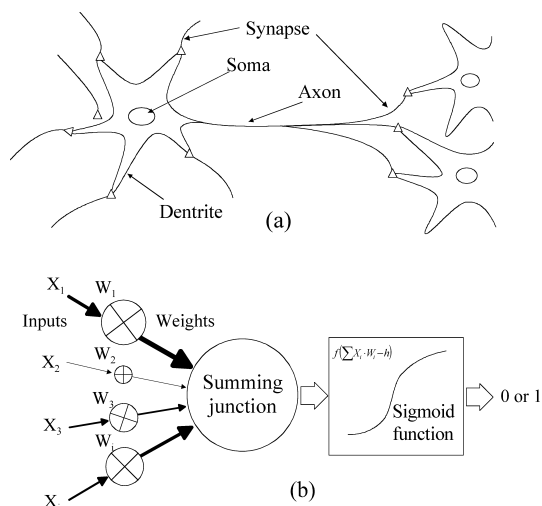 Synapse
Soma
Axon
Dentrite
(a)
X1
W1
Inputs
Weights
X2
W2
Summing
junction
f(∑Xi·Wi−h)
Sigmoid
function
0 or 1
X3
W3
Wi
(b)